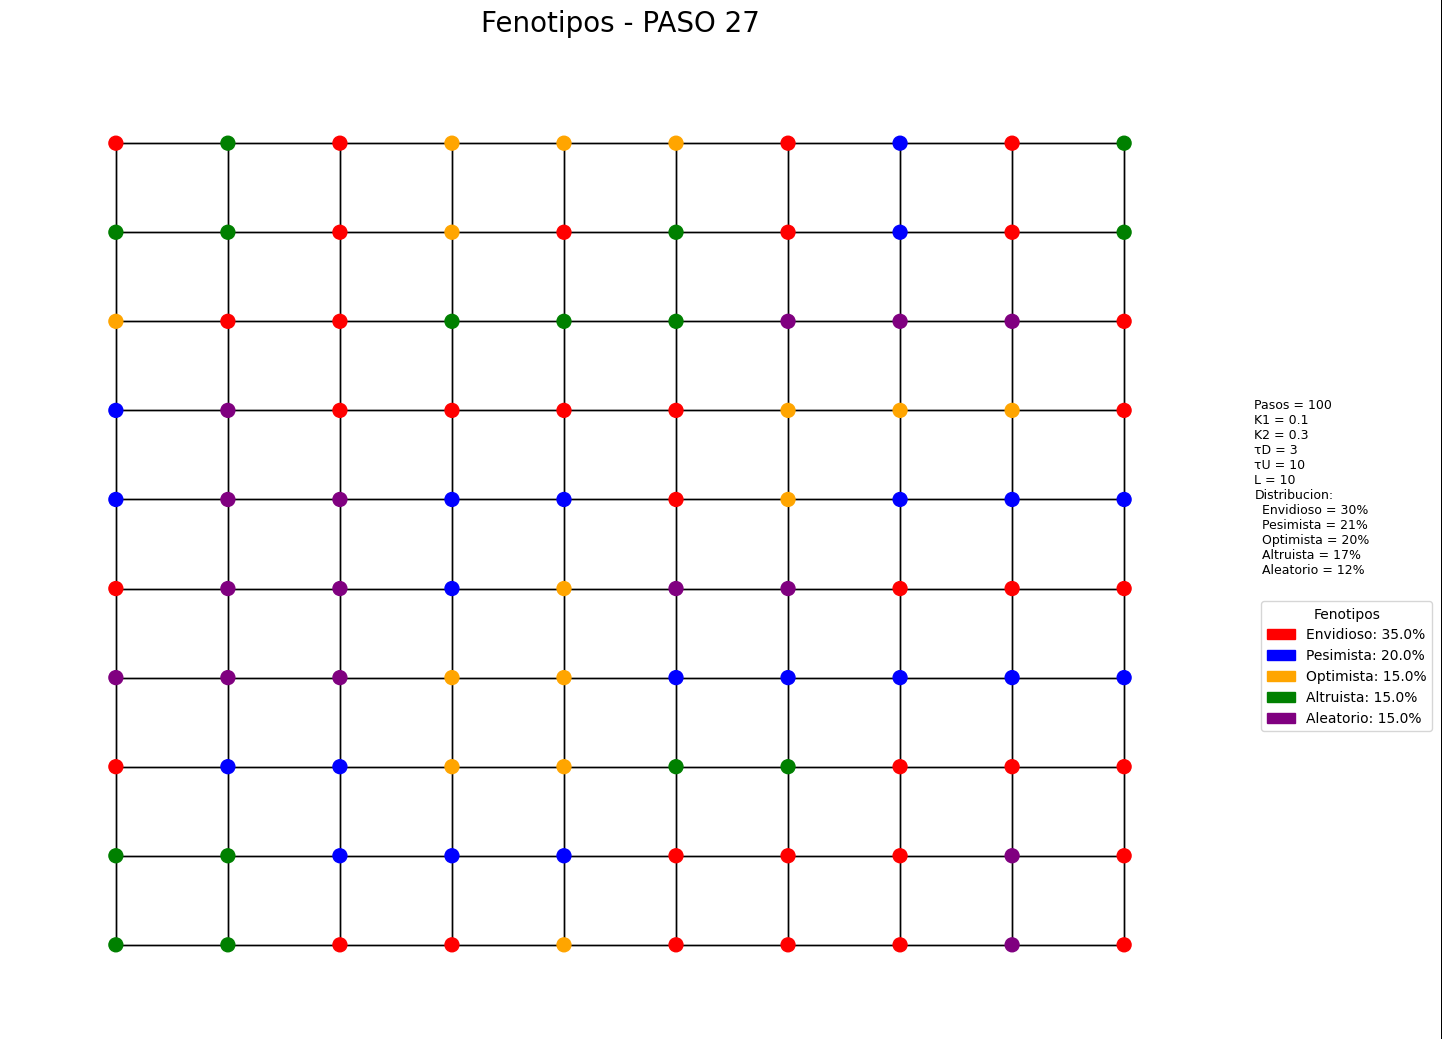 Fenotipos - PASO 27
Pasos = 100
K1 = 0.1
K2 = 0.3
τD = 3
τU = 10
L = 10
Distribucion:
Envidioso = 30%
Pesimista = 21%
Optimista = 20%
Altruista = 17%
Aleatorio = 12%
Fenotipos
Envidioso: 35.0%
Pesimista: 20.0%
Optimista: 15.0%
Altruista: 15.0%
Aleatorio: 15.0%